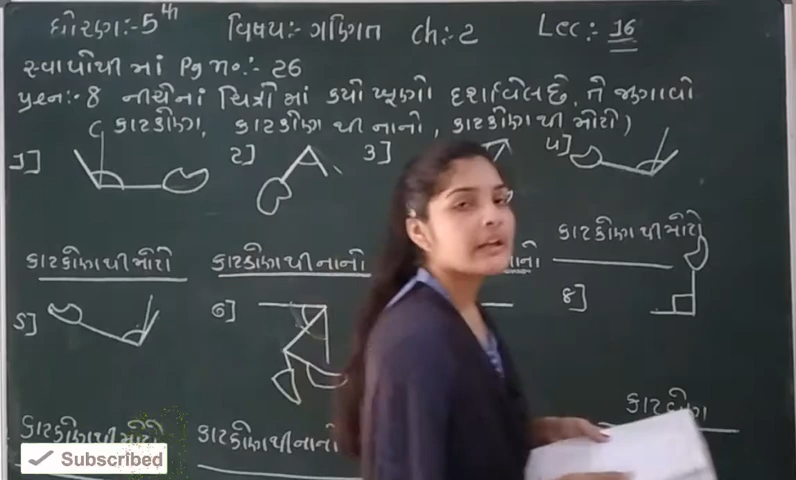 ધોરણ:- 5th વિષય:- ગણિત ch:- 2 Lec:- 16
સ્વાપોથી માં Pg no:- 26
પ્રશ્ન:- 8 નીચેનાં ચિત્રો માં કયો ખૂણો દર્શાવેલ છે. તે જણાવો
( કાટકોણ, કાટકોણ થી નાનો, કાટકોણ થી મોટો )
1] 2] 3] 4]
કાટકોણ થી મોટો કાટકોણ થી નાનો નાનો કાટકોણ થી મોટો
5] 6] 8]
કાટકોણ થી મોટો કાટકોણ થી નાનો કાટકોણ
Subscribed